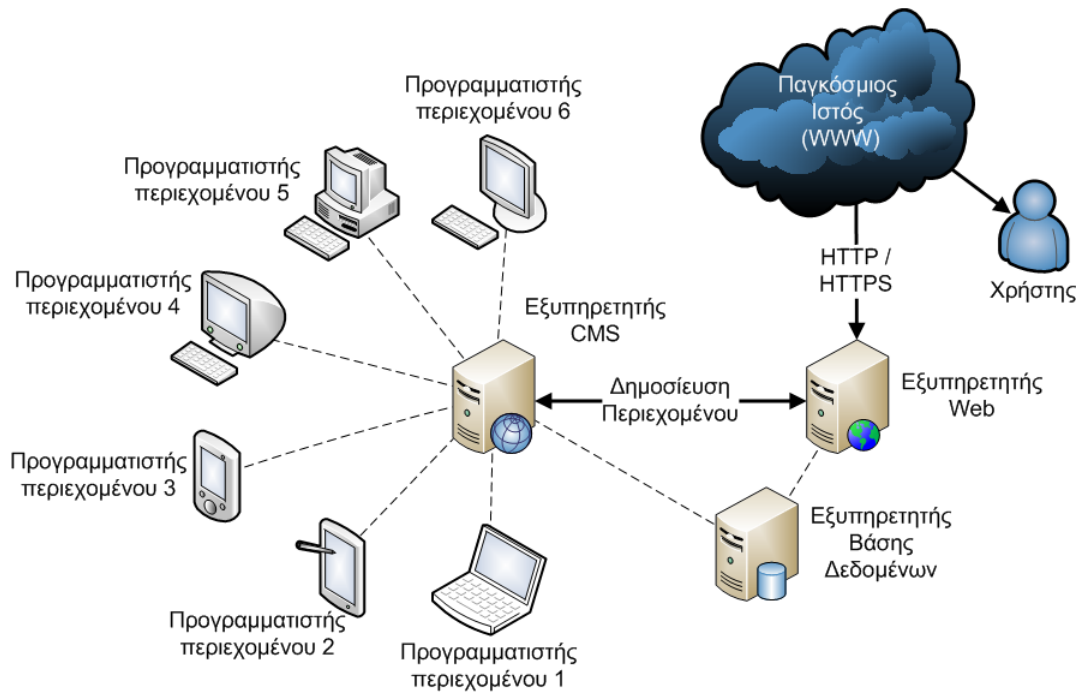 Προγραμματιστής
περιεχομένου 6
Παγκόσμιος
Ιστός
(WWW)
Προγραμματιστής
περιεχομένου 5
HTTP /
HTTPS
Χρήστης
Προγραμματιστής
περιεχομένου 4
Εξυπηρετητής
CMS
Δημοσίευση
Περιεχομένου
Εξυπηρετητής
Web
Προγραμματιστής
περιεχομένου 3
Εξυπηρετητής
Βάσης
Δεδομένων
Προγραμματιστής
περιεχομένου 2
Προγραμματιστής
περιεχομένου 1